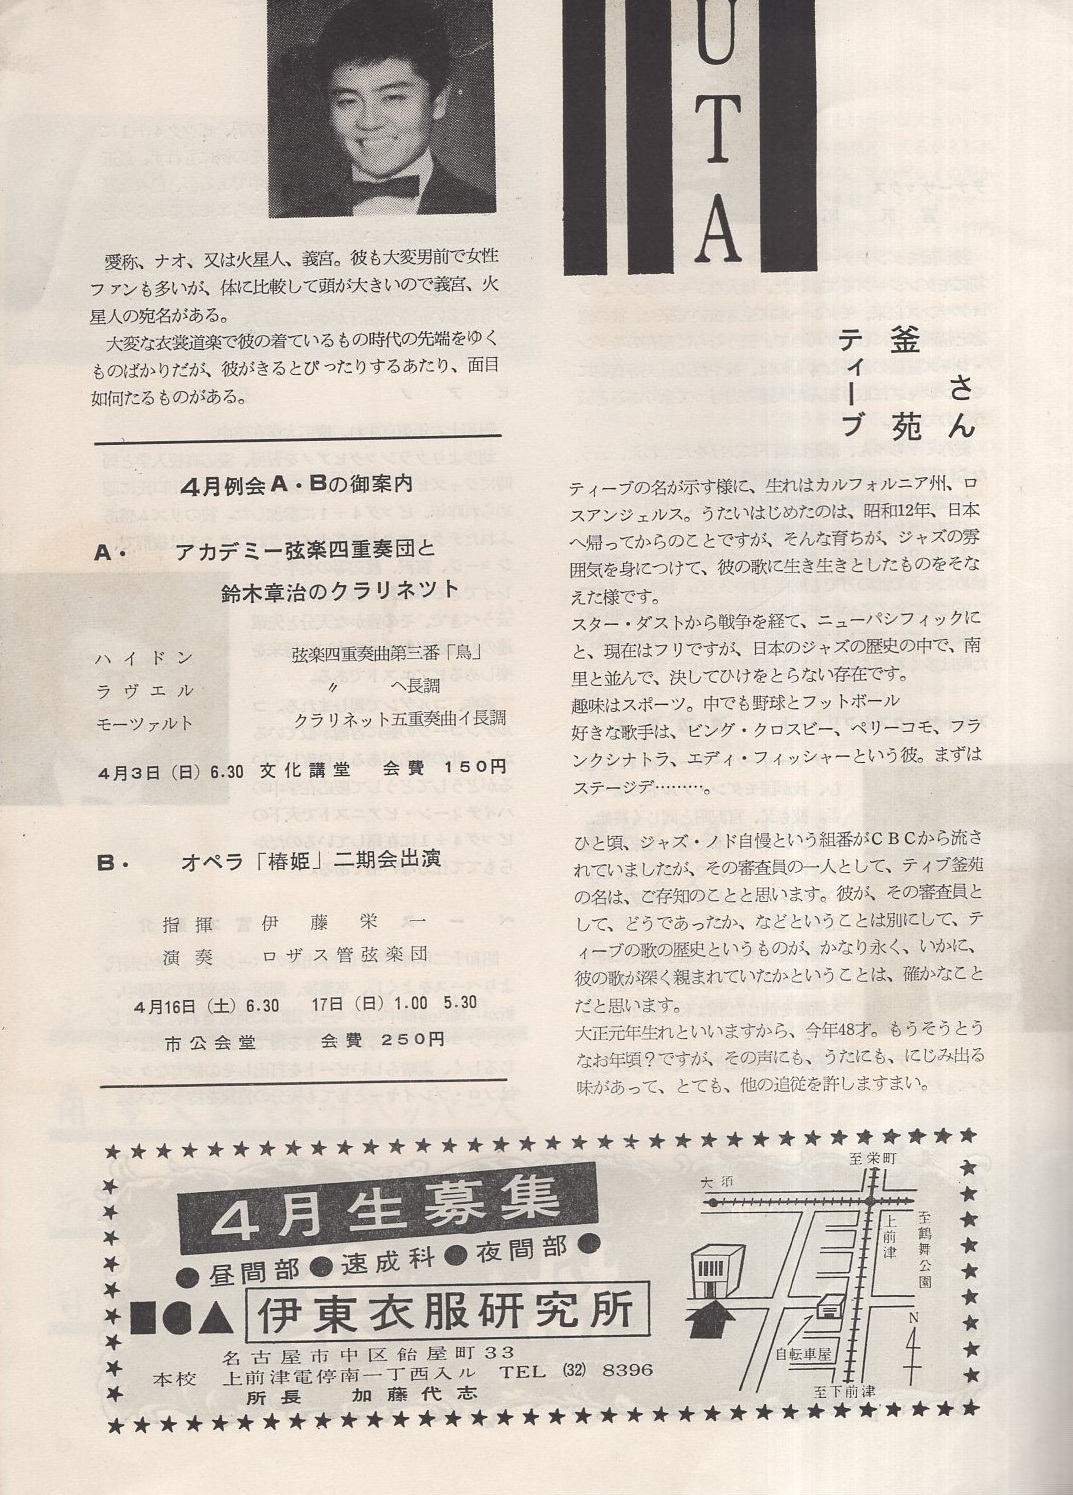 UTA
釜苑さん
ティーブ
愛称、ナオ、又は火星人、義宮。彼も大変男前で女性
ファンも多いが、体に比較して頭が大きいので義宮、火
星人の宛名がある。
大変な衣裳道楽で彼の着ているもの時代の先端をゆく
ものばかりだが、彼がきるとぴったりするあたり、面目
如何たるものがある。
4月例会A・Bの御案内
A・ アカデミー弦楽四重奏団と
鈴木章治のクラリネツト
ハイドン 弦楽四重奏曲第三番「鳥」
ラヴエル 〃 ヘ長調
モーツァルト クラリネット五重奏曲イ長調
4月3日(日)6.30 文化講堂 会費 150円
B・ オペラ「椿姫」二期会出演
指揮 伊藤栄一
演奏 ロザス管弦楽団
4月16日(土)6.30 17日(日)1.00 5.30
市公会堂 会費 250円
ティーブの名が示す様に、生れはカルフォルニア州、ロ
スアンジェルス。うたいはじめたのは、昭和12年、日本
へ帰ってからのことですが、そんな育ちが、ジャズの雰
囲気を身につけて、彼の歌に生き生きとしたものをそな
えた様です。
スター・ダストから戦争を経て、ニューパシフィックに
と、現在はフリですが、日本のジャズの歴史の中で、南
里と並んで、決してひけをとらない存在です。
趣味はスポーツ。中でも野球とフットボール
好きな歌手は、ビング・クロスビー、ペリーコモ、フラ
ンクシナトラ、エディ・フィッシャーという彼。まずは
ステージデ………。
ひと頃、ジャズ・ノド自慢という組番がCBCから流さ
れていましたが、その審査員の一人として、ティブ釜苑
の名は、ご存知のことと思います。彼が、その審査員と
して、どうであったか、などということは別にして、テ
ィーブの歌の歴史というものが、かなり永く、いかに、
彼の歌が深く親まれていたかということは、確かなこと
だと思います。
大正元年生れといいますから、今年48才。もうそうとう
なお年頃?ですが、その声にも、うたにも、にじみ出る
味があって、とても、他の追従を許しますまい。
4月生募集
●昼間部●速成科●夜間部●
伊東衣服研究所
名古屋市中区飴屋町33
本校 上前津電停南一丁西入ル TEL (32) 8396
所長 加藤代志
至栄町
大須
上前津
至鶴舞公園
N
自転車屋
至下前津